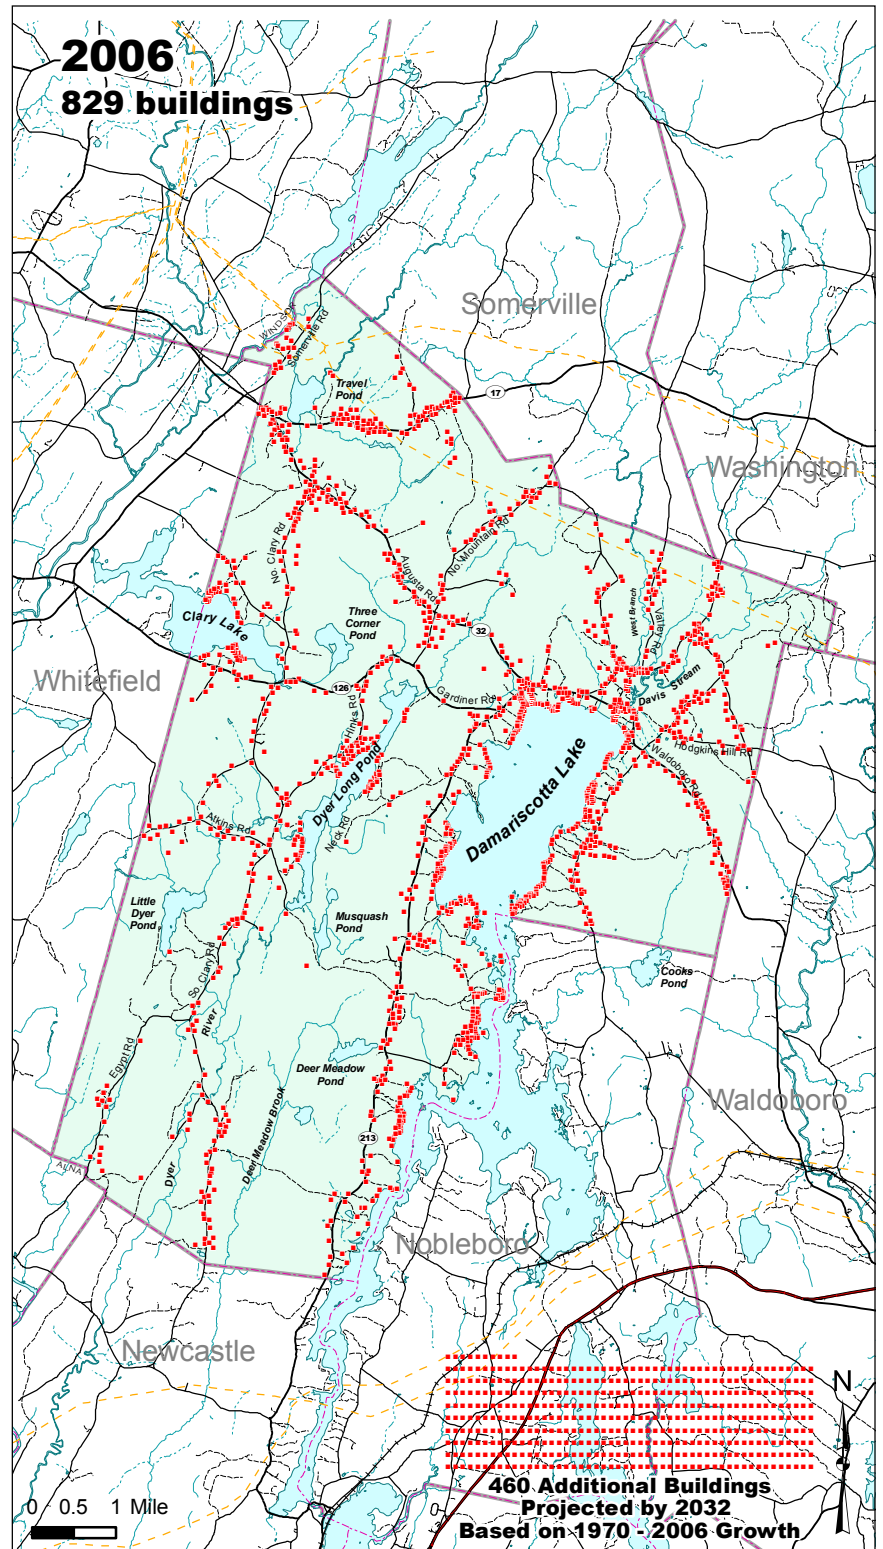 2006
829 buildings
Somerville
WINDSOR
Somerville Rd
Travel
Pond
17
Washington
No. Clary Rd
Augusta Rd
No. Mountain Rd
West Branch
Valley Rd
Clary Lake
Three
Corner
Pond
32
Whitefield
126
Gardiner Rd
Davis Stream
Hinks Rd
Hodgkins Hill Rd
Waldoboro Rd
Dyer Long Pond
Damariscotta Lake
Atkins Rd
Neck Rd
Little
Dyer
Pond
Musquash
Pond
So. Clary Rd
Cooks
Pond
River
Egypt Rd
Deer Meadow
Pond
Deer Meadow Brook
Waldoboro
213
ALNA
Dyer
Nobleboro
Newcastle
N
460 Additional Buildings
Projected by 2032
Based on 1970 - 2006 Growth
0 0.5 1 Mile